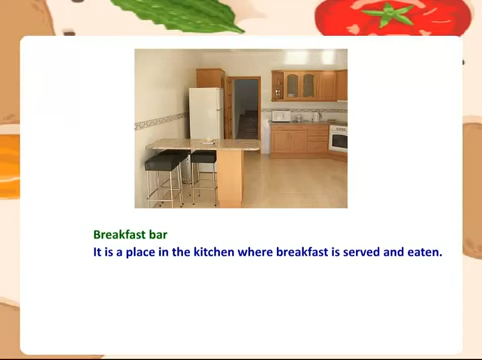 Breakfast bar
It is a place in the kitchen where breakfast is served and eaten.